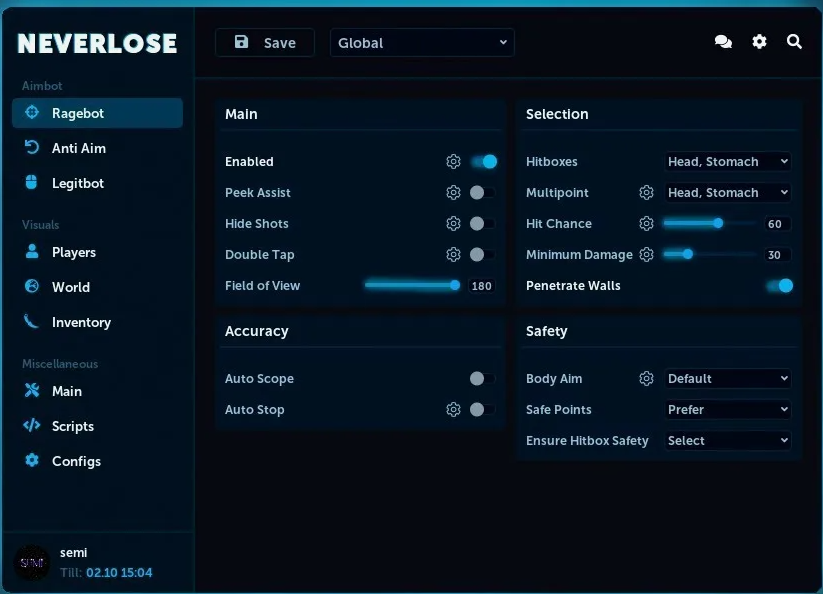 NEVERLOSE
Save
Global
Aimbot
Ragebot
Anti Aim
Legitbot
Visuals
Players
World
Inventory
Miscellaneous
Main
Scripts
Configs
SEMI
semi
Till: 02.10 15:04
Main
Enabled
Peek Assist
Hide Shots
Double Tap
Field of View 180
Accuracy
Auto Scope
Auto Stop
Selection
Hitboxes Head, Stomach
Multipoint Head, Stomach
Hit Chance 60
Minimum Damage 30
Penetrate Walls
Safety
Body Aim Default
Safe Points Prefer
Ensure Hitbox Safety Select